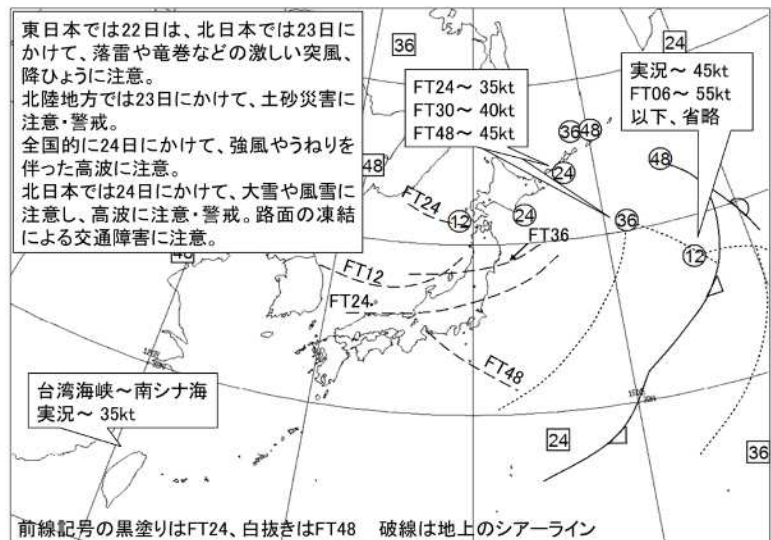 東日本では22日は、北日本では23日に
かけて、落雷や竜巻などの激しい突風、
降ひょうに注意。
北陸地方では23日にかけて、土砂災害に
注意・警戒。
全国的に24日にかけて、強風やうねりを
伴った高波に注意。
北日本では24日にかけて、大雪や風雪に
注意し、高波に注意・警戒。路面の凍結
による交通障害に注意。
36
24
FT24～ 35kt
FT30～ 40kt
FT48～ 45kt
実況～ 45kt
FT06～ 55kt
以下、省略
36
48
48
48
24
FT24
12
24
36
12
FT36
48
FT12
FT24
FT48
台湾海峡～南シナ海
実況～ 35kt
24
36
前線記号の黒塗りはFT24、白抜きはFT48 破線は地上のシアーライン